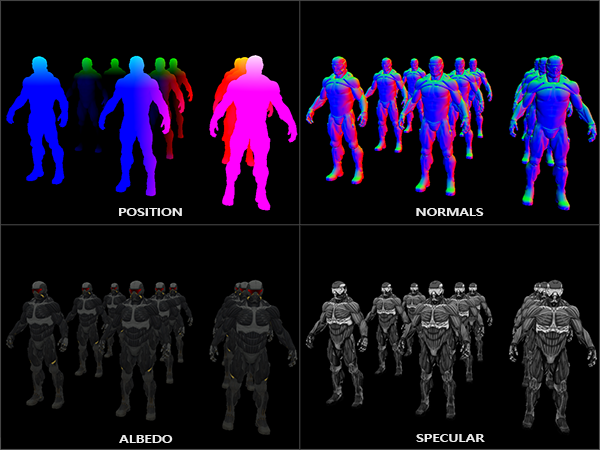 POSITION
NORMALS
ALBEDO
SPECULAR